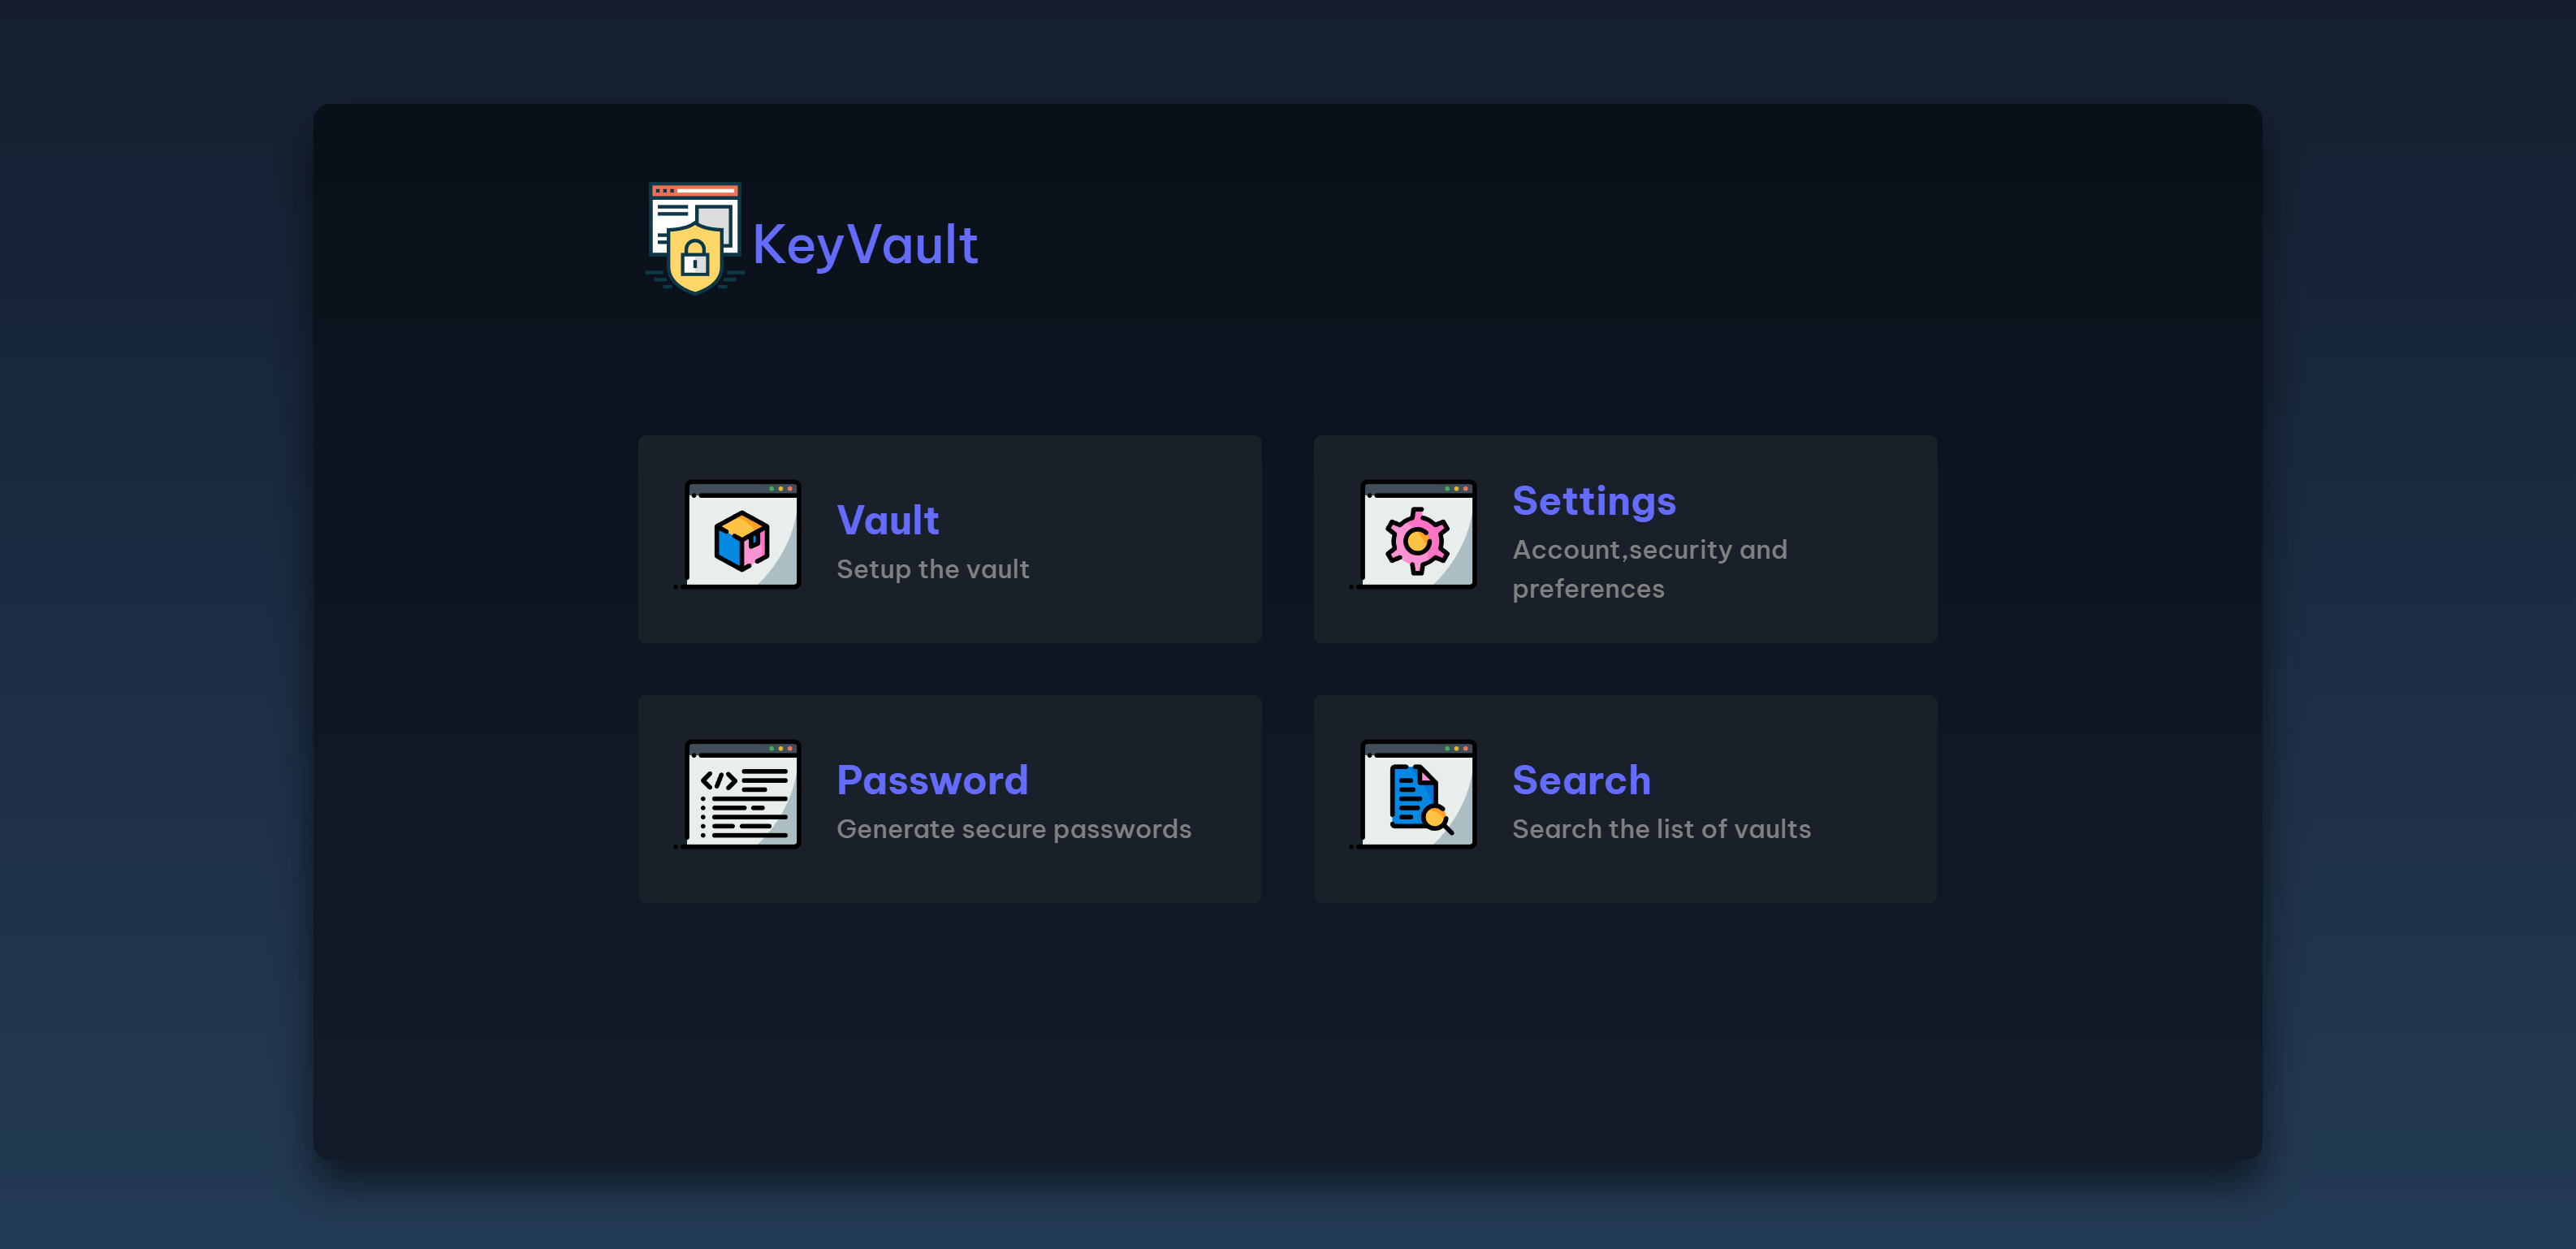 KeyVault
Vault
Setup the vault
Settings
Account,security and
preferences
Password
Generate secure passwords
Search
Search the list of vaults